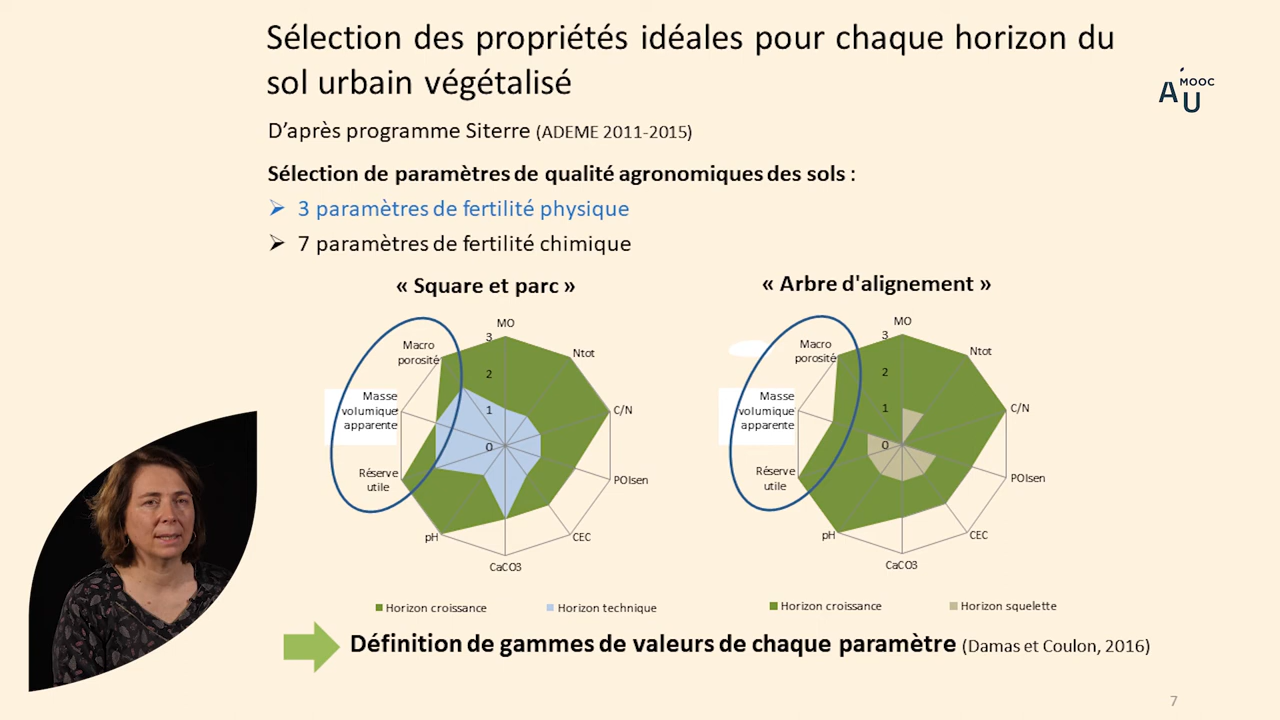 Sélection des propriétés idéales pour chaque horizon du
sol urbain végétalisé
MOOC
AU
D'après programme Siterre (ADEME 2011-2015)
Sélection de paramètres de qualité agronomiques des sols :
3 paramètres de fertilité physique
7 paramètres de fertilité chimique
« Square et parc »
MO
3
2
1
0
Ntot
C/N
POlsen
CEC
CaCO3
pH
Réserve
utile
Masse
volumique
apparente
Macro
porosité
Horizon croissance
Horizon technique
« Arbre d'alignement »
MO
3
2
1
0
Ntot
C/N
POlsen
CEC
CaCO3
pH
Réserve
utile
Masse
volumique
apparente
Macro
porosité
Horizon croissance
Horizon squelette
Définition de gammes de valeurs de chaque paramètre (Damas et Coulon, 2016)
7